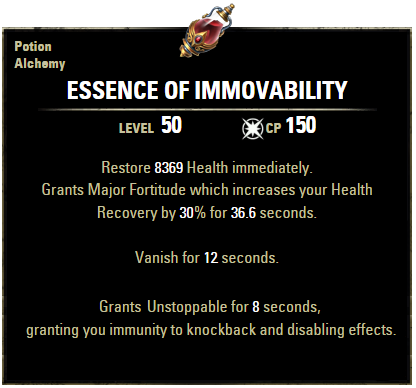 Potion
Alchemy
ESSENCE OF IMMOVABILITY
LEVEL 50 CP 150
Restore 8369 Health immediately.
Grants Major Fortitude which increases your Health
Recovery by 30% for 36.6 seconds.
Vanish for 12 seconds.
Grants Unstoppable for 8 seconds,
granting you immunity to knockback and disabling effects.